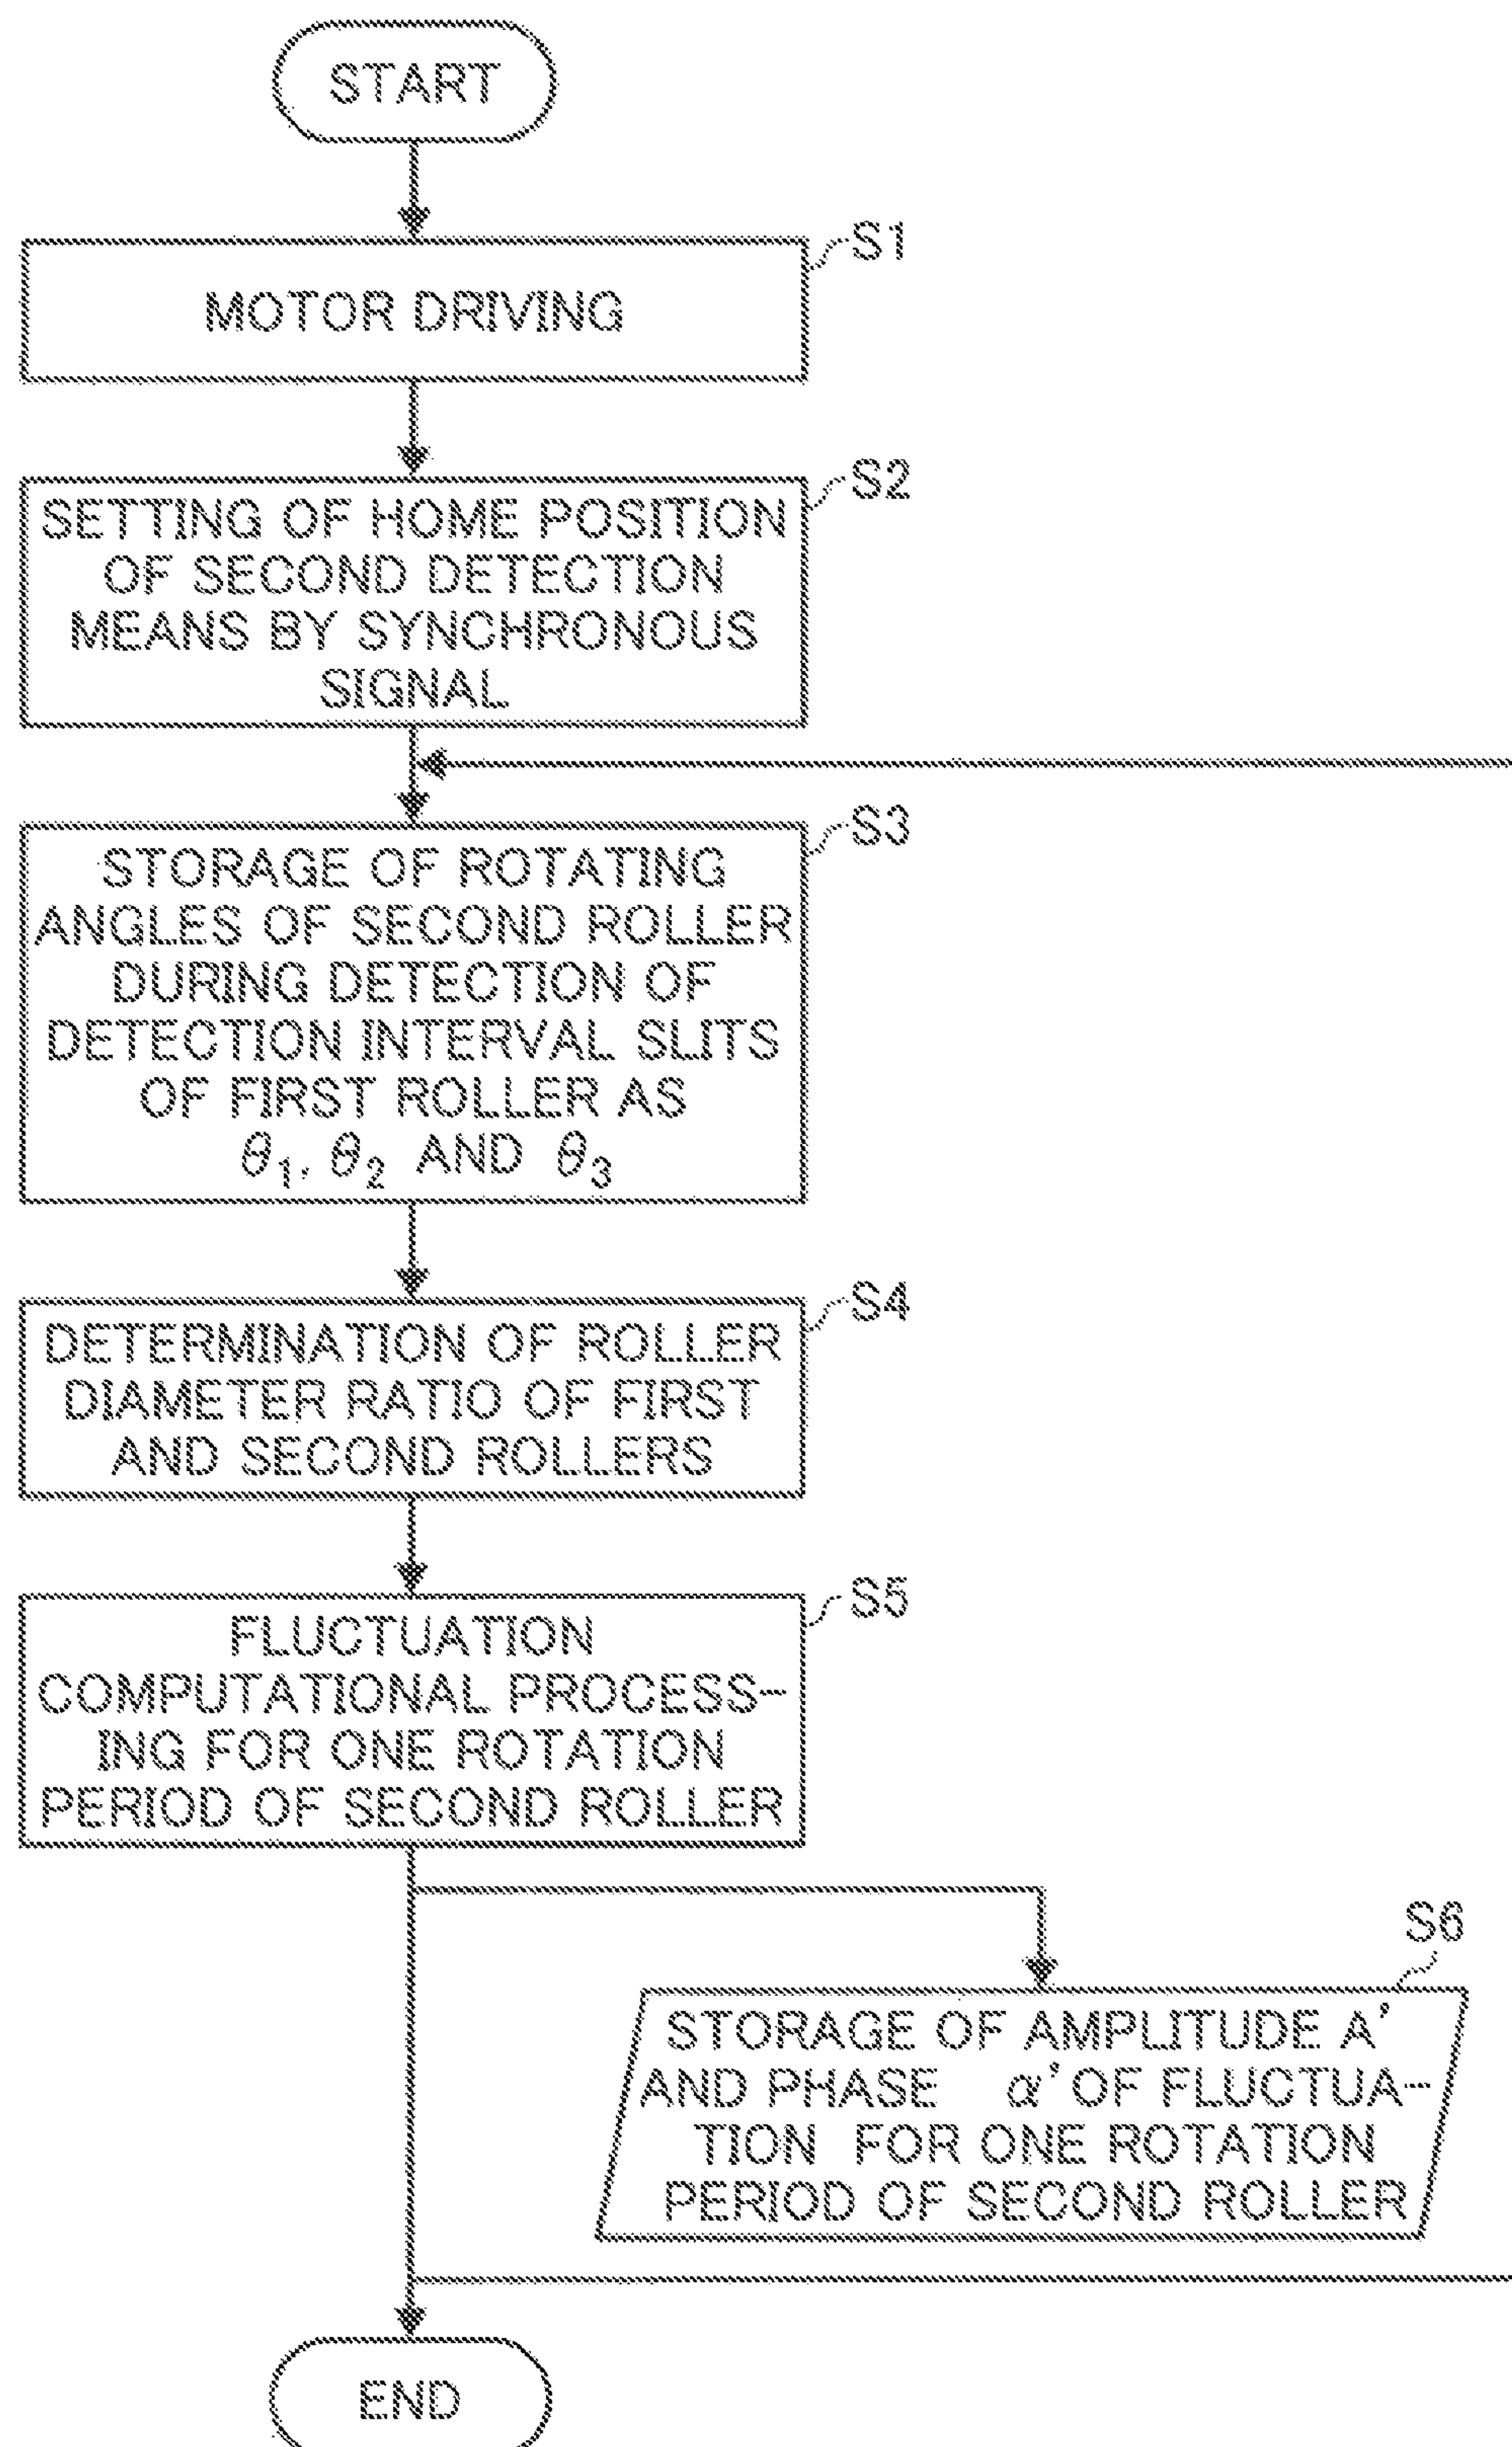 START
S1
MOTOR DRIVING
S2
SETTING OF HOME POSITION
OF SECOND DETECTION
MEANS BY SYNCHRONOUS
SIGNAL
S3
STORAGE OF ROTATING
ANGLES OF SECOND ROLLER
DURING DETECTION OF
DETECTION INTERVAL SLITS
OF FIRST ROLLER AS
θ₁, θ₂ AND θ₃
S4
DETERMINATION OF ROLLER
DIAMETER RATIO OF FIRST
AND SECOND ROLLERS
S5
FLUCTUATION
COMPUTATIONAL PROCESS-
ING FOR ONE ROTATION
PERIOD OF SECOND ROLLER
S6
STORAGE OF AMPLITUDE A'
AND PHASE α' OF FLUCTUA-
TION FOR ONE ROTATION
PERIOD OF SECOND ROLLER
END